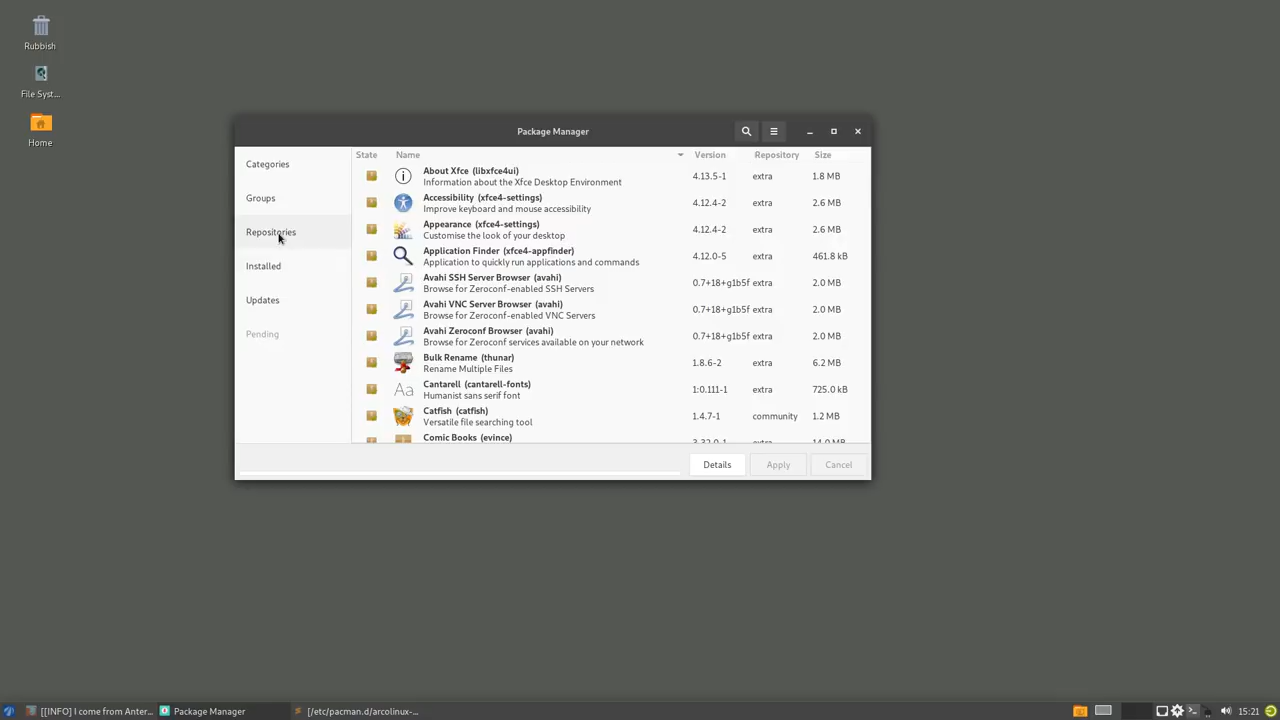 Rubbish
File Syst...
Home
Package Manager
Categories
Groups
Repositories
Installed
Updates
Pending
State Name Version Repository Size
About Xfce (libxfce4ui) 4.13.5-1 extra 1.8 MB
Information about the Xfce Desktop Environment
Accessibility (xfce4-settings) 4.12.4-2 extra 2.6 MB
Improve keyboard and mouse accessibility
Appearance (xfce4-settings) 4.12.4-2 extra 2.6 MB
Customise the look of your desktop
Application Finder (xfce4-appfinder) 4.12.0-5 extra 461.8 kB
Application to quickly run applications and commands
Avahi SSH Server Browser (avahi) 0.7+18+g1b5f extra 2.0 MB
Browse for Zeroconf-enabled SSH Servers
Avahi VNC Server Browser (avahi) 0.7+18+g1b5f extra 2.0 MB
Browse for Zeroconf-enabled VNC Servers
Avahi Zeroconf Browser (avahi) 0.7+18+g1b5f extra 2.0 MB
Browse for Zeroconf services available on your network
Bulk Rename (thunar) 1.8.6-2 extra 6.2 MB
Rename Multiple Files
Aa Cantarell (cantarell-fonts) 1:0.111-1 extra 725.0 kB
Humanist sans serif font
Catfish (catfish) 1.4.7-1 community 1.2 MB
Versatile file searching tool
Comic Books (evince) 3.32.0-1 extra 14.0 MB
Details Apply Cancel
[[INFO] I come from Anter... Package Manager [/etc/pacman.d/arcolinux-... 15:21